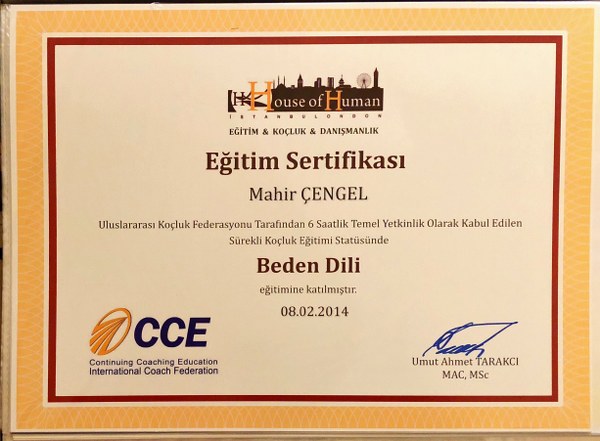 House of Human
İSTANBULONDON
EĞİTİM & KOÇLUK & DANIŞMANLIK
Eğitim Sertifikası
Mahir ÇENGEL
Uluslararası Koçluk Federasyonu Tarafından 6 Saatlik Temel Yetkinlik Olarak Kabul Edilen
Sürekli Koçluk Eğitimi Statüsünde
Beden Dili
eğitimine katılmıştır.
08.02.2014
CCE
Continuing Coaching Education
International Coach Federation
Umut Ahmet TARAKCI
MAC, MSc